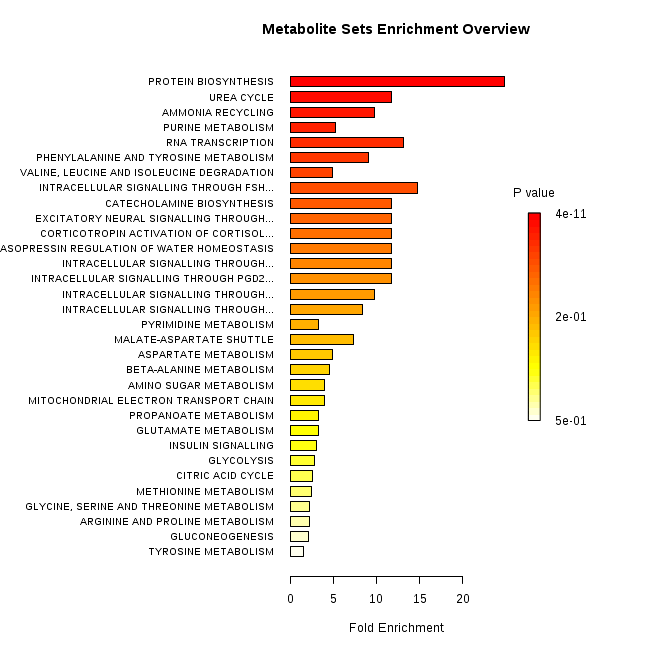 Metabolite Sets Enrichment Overview
PROTEIN BIOSYNTHESIS
UREA CYCLE
AMMONIA RECYCLING
PURINE METABOLISM
RNA TRANSCRIPTION
PHENYLALANINE AND TYROSINE METABOLISM
VALINE, LEUCINE AND ISOLEUCINE DEGRADATION
INTRACELLULAR SIGNALLING THROUGH FSH...
CATECHOLAMINE BIOSYNTHESIS
EXCITATORY NEURAL SIGNALLING THROUGH...
CORTICOTROPIN ACTIVATION OF CORTISOL...
ASOPRESSIN REGULATION OF WATER HOMEOSTASIS
INTRACELLULAR SIGNALLING THROUGH...
INTRACELLULAR SIGNALLING THROUGH PGD2...
INTRACELLULAR SIGNALLING THROUGH...
INTRACELLULAR SIGNALLING THROUGH...
PYRIMIDINE METABOLISM
MALATE-ASPARTATE SHUTTLE
ASPARTATE METABOLISM
BETA-ALANINE METABOLISM
AMINO SUGAR METABOLISM
MITOCHONDRIAL ELECTRON TRANSPORT CHAIN
PROPANOATE METABOLISM
GLUTAMATE METABOLISM
INSULIN SIGNALLING
GLYCOLYSIS
CITRIC ACID CYCLE
METHIONINE METABOLISM
GLYCINE, SERINE AND THREONINE METABOLISM
ARGININE AND PROLINE METABOLISM
GLUCONEOGENESIS
TYROSINE METABOLISM
0 5 10 15 20
Fold Enrichment
P value
4e-11
2e-01
5e-01